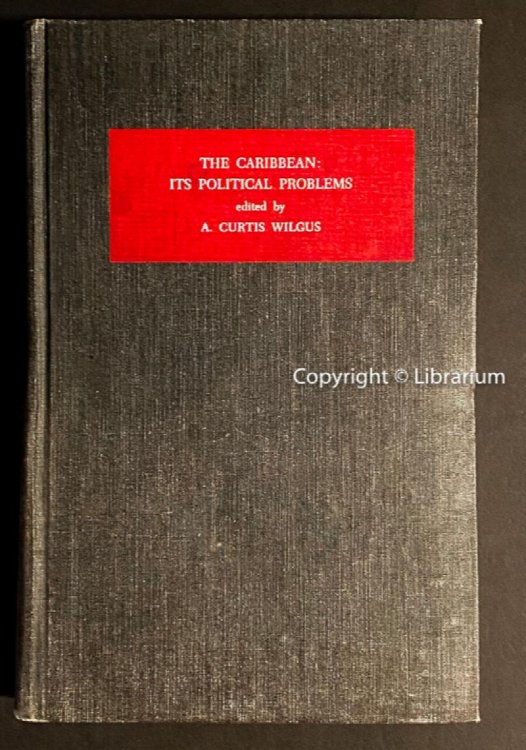 THE CARIBBEAN:
ITS POLITICAL PROBLEMS
edited by
A. CURTIS WILGUS
Copyright © Librarium